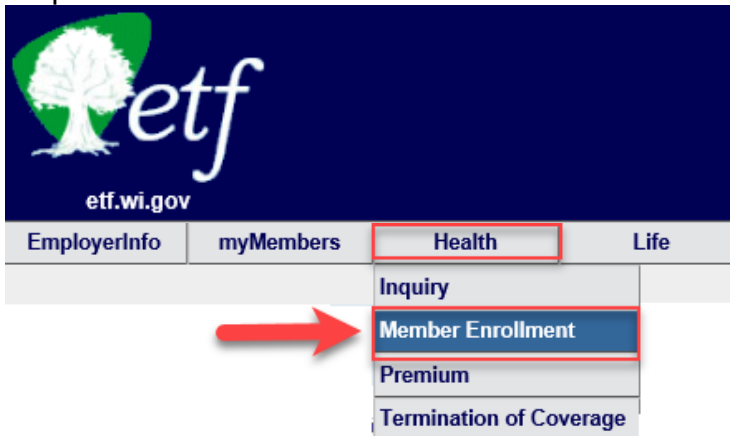 etf
etf.wi.gov
EmployerInfo myMembers Health Life
Inquiry
Member Enrollment
Premium
Termination of Coverage